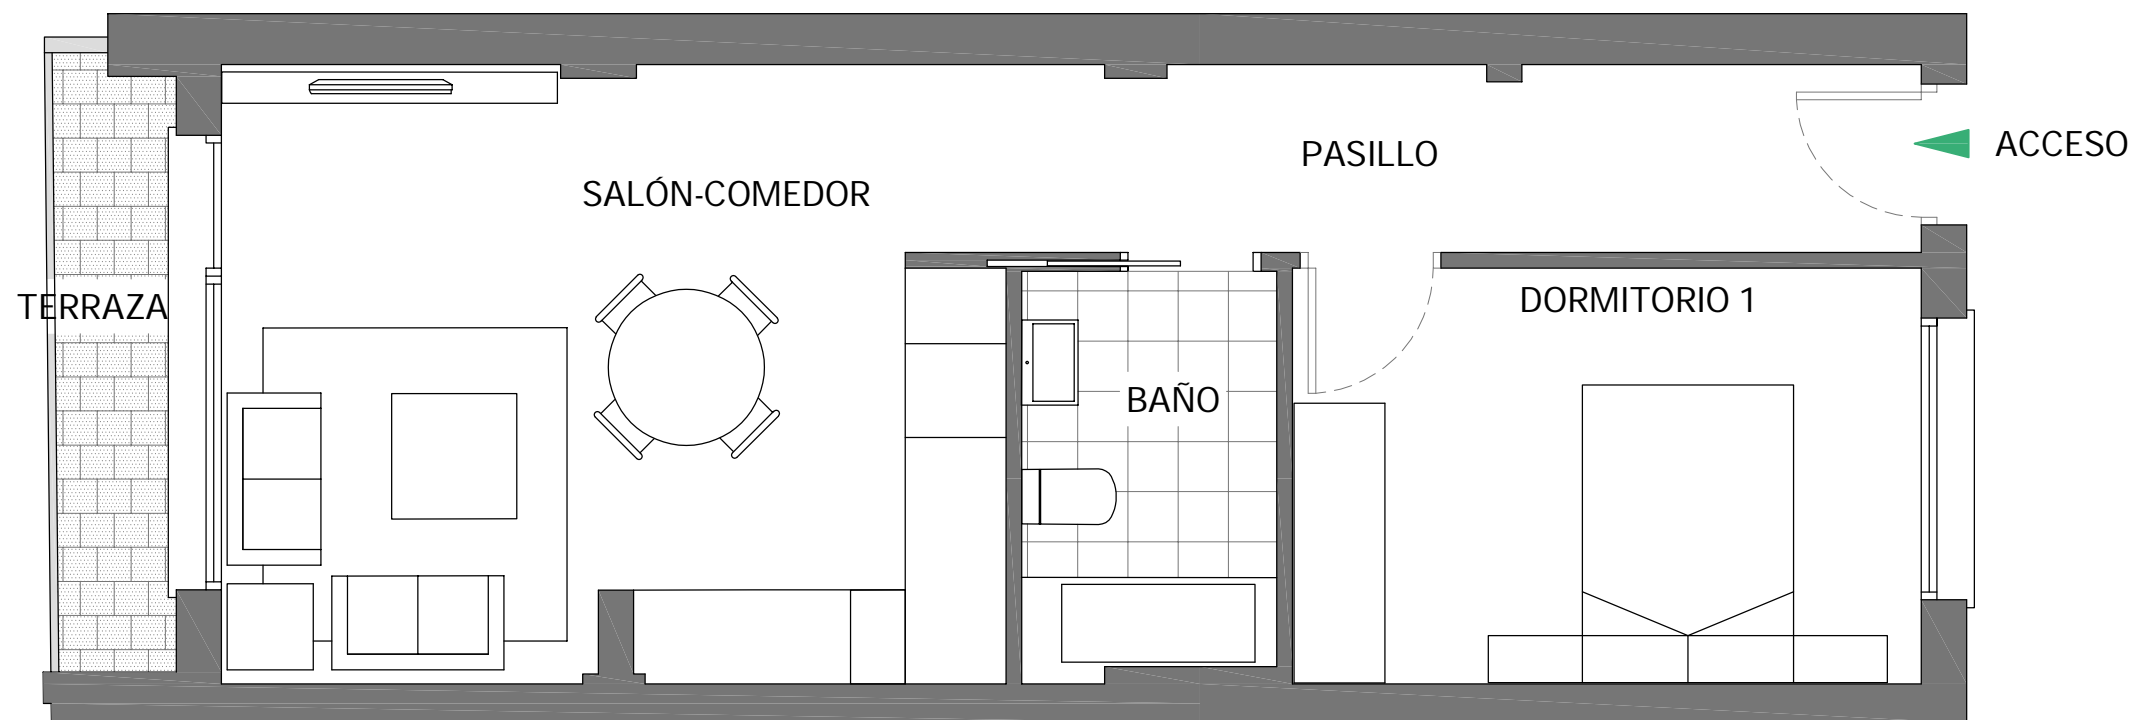 ACCESO
PASILLO
SALÓN-COMEDOR
TERRAZA
DORMITORIO 1
BAÑO